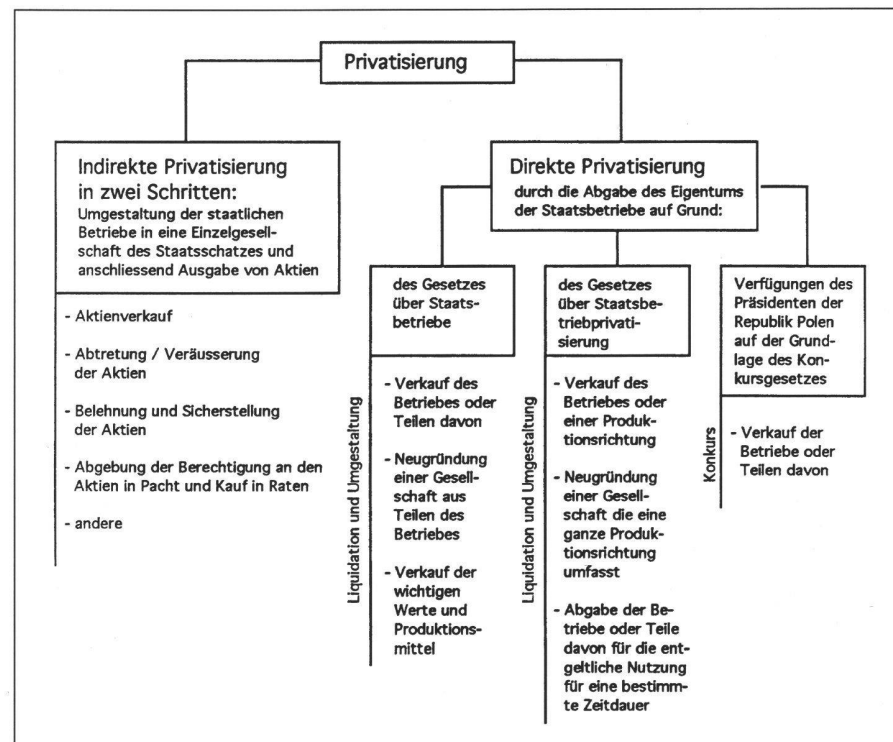 Privatisierung
Indirekte Privatisierung
in zwei Schritten:
Umgestaltung der staatlichen
Betriebe in eine Einzelgesell-
schaft des Staatsschatzes und
anschliessend Ausgabe von Aktien
- Aktienverkauf
- Abtretung / Veräusserung
der Aktien
- Belehnung und Sicherstellung
der Aktien
- Abgebung der Berechtigung an den
Aktien in Pacht und Kauf in Raten
- andere
Direkte Privatisierung
durch die Abgabe des Eigentums
der Staatsbetriebe auf Grund:
des Gesetzes
über Staats-
betriebe
Liquidation und Umgestaltung
- Verkauf des
Betriebes oder
Teilen davon
- Neugründung
einer Gesell-
schaft aus
Teilen des
Betriebes
- Verkauf der
wichtigen
Werte und
Produktions-
mittel
des Gesetzes
über Staatsbe-
triebprivati-
sierung
Liquidation und Umgestaltung
- Verkauf des
Betriebes oder
einer Produk-
tionsrichtung
- Neugründung
einer Gesell-
schaft die eine
ganze Produk-
tionsrichtung
umfasst
- Abgabe der Be-
triebe oder Teile
davon für die ent-
geltliche Nutzung
für eine bestimm-
te Zeitdauer
Verfügungen des
Präsidenten der
Republik Polen
auf der Grund-
lage des Kon-
kursgesetzes
Konkurs
- Verkauf der
Betriebe oder
Teilen davon